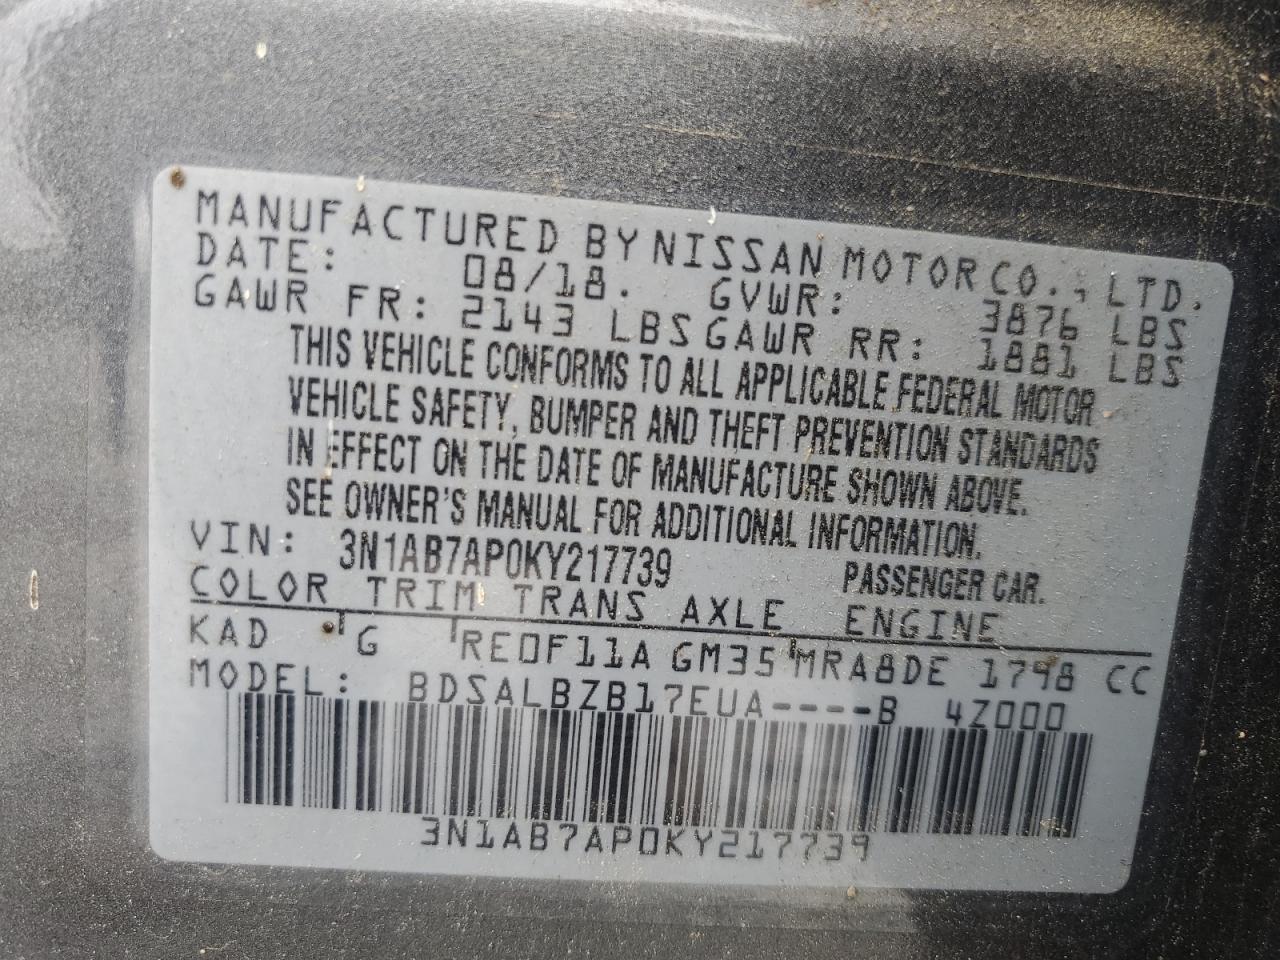 MANUFACTURED BY NISSAN MOTOR CO., LTD.
DATE: 08/18. GVWR: 3876 LBS
GAWR FR: 2143 LBS GAWR RR: 1881 LBS
THIS VEHICLE CONFORMS TO ALL APPLICABLE FEDERAL MOTOR
VEHICLE SAFETY, BUMPER AND THEFT PREVENTION STANDARDS
IN EFFECT ON THE DATE OF MANUFACTURE SHOWN ABOVE.
SEE OWNER'S MANUAL FOR ADDITIONAL INFORMATION.
VIN: 3N1AB7AP0KY217739 PASSENGER CAR.
COLOR TRIM TRANS AXLE ENGINE
KAD G RE0F11A GM35 MRA8DE 1798 CC
MODEL: BDSALBZB17EUA----B 4Z000
3N1AB7AP0KY217739